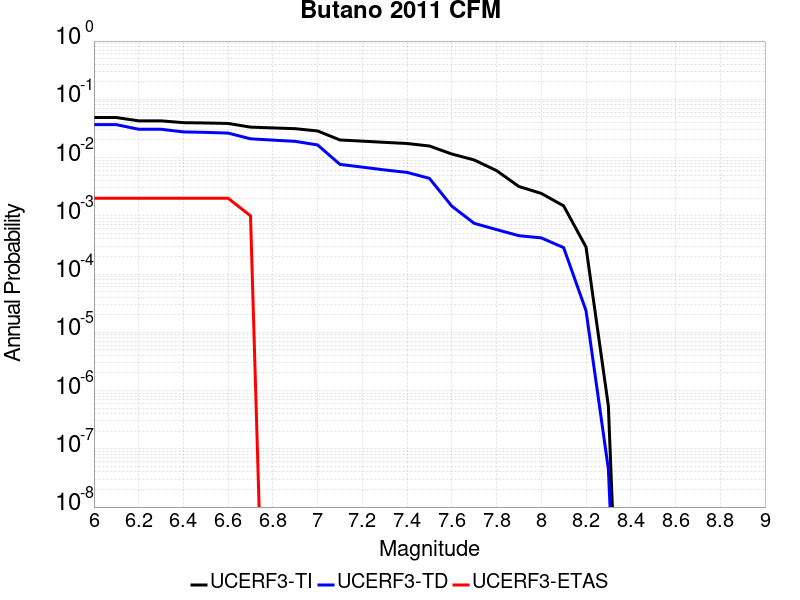 Butano 2011 CFM
10^0
10^-1
10^-2
10^-3
10^-4
10^-5
10^-6
10^-7
10^-8
Annual Probability
6 6.2 6.4 6.6 6.8 7 7.2 7.4 7.6 7.8 8 8.2 8.4 8.6 8.8 9
Magnitude
UCERF3-TI UCERF3-TD UCERF3-ETAS